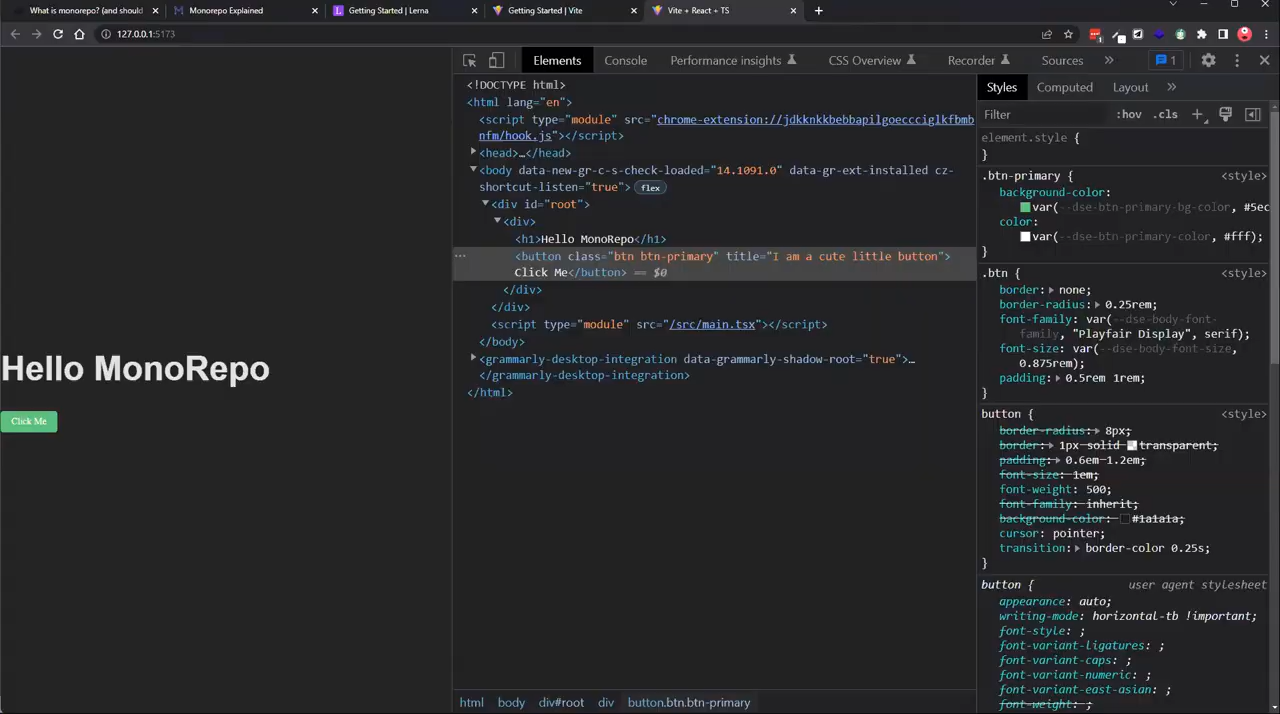 What is monorepo? (and should
Monorepo Explained
Getting Started | Lerna
Getting Started | Vite
Vite + React + TS
127.0.0.1:5173
Elements
Console
Performance insights
CSS Overview
Recorder
Sources
1
<!DOCTYPE html>
<html lang="en">
<script type="module" src="chrome-extension://jdkknkkbebbapilgoeccciglkfbmb
nfm/hook.js"></script>
<head>…</head>
<body data-new-gr-c-s-check-loaded="14.1091.0" data-gr-ext-installed cz-
shortcut-listen="true"> flex
<div id="root">
<div>
<h1>Hello MonoRepo</h1>
<button class="btn btn-primary" title="I am a cute little button">
Click Me</button> == $0
</div>
</div>
<script type="module" src="/src/main.tsx"></script>
</body>
<grammarly-desktop-integration data-grammarly-shadow-root="true">…
</grammarly-desktop-integration>
</html>
Hello MonoRepo
Click Me
html
body
div#root
div
button.btn.btn-primary
Styles
Computed
Layout
Filter
:hov
.cls
element.style {
}
.btn-primary {
<style>
background-color:
var(--dse-btn-primary-bg-color, #5ec
color:
var(--dse-btn-primary-color, #fff);
}
.btn {
<style>
border: none;
border-radius: 0.25rem;
font-family: var(--dse-body-font-
family, "Playfair Display", serif);
font-size: var(--dse-body-font-size,
0.875rem);
padding: 0.5rem 1rem;
}
button {
<style>
border-radius: 8px;
border: 1px solid transparent;
padding: 0.6em 1.2em;
font-size: 1em;
font-weight: 500;
font-family: inherit;
background-color: #1a1a1a;
cursor: pointer;
transition: border-color 0.25s;
}
button {
user agent stylesheet
appearance: auto;
writing-mode: horizontal-tb !important;
font-style: ;
font-variant-ligatures: ;
font-variant-caps: ;
font-variant-numeric: ;
font-variant-east-asian: ;
font-weight: ;